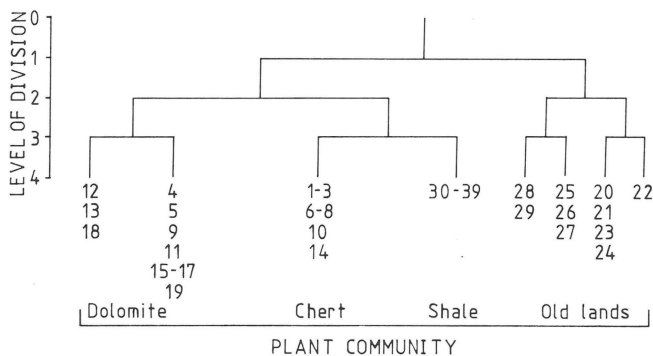 LEVEL OF DIVISION
0
1
2
3
4
12 4 1-3 30-39 28 25 20 22
13 5 6-8 29 26 21
18 9 10 27 23
11 14 24
15-17
19
Dolomite Chert Shale Old lands
PLANT COMMUNITY